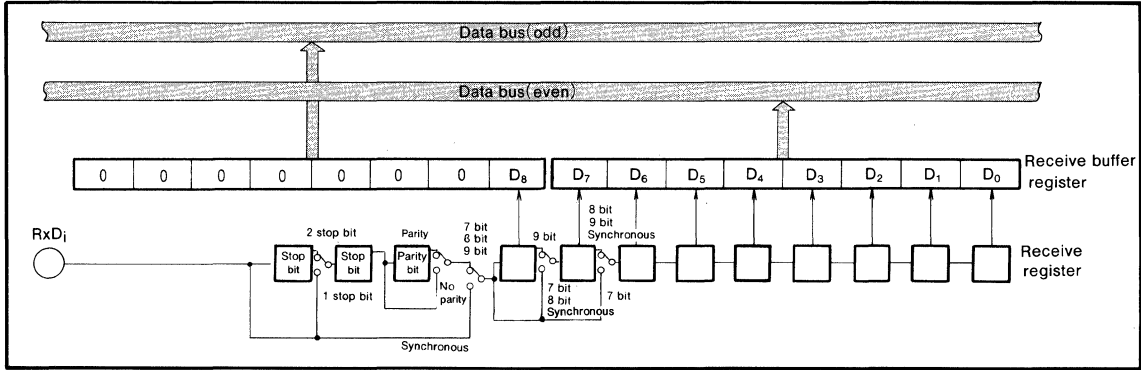 Data bus(odd)
Data bus(even)
0 0 0 0 0 0 0 D8 D7 D6 D5 D4 D3 D2 D1 D0
Receive buffer
register
RxDi
2 stop bit
Parity
7 bit
8 bit
9 bit
9 bit
8 bit
9 bit
Synchronous
Stop
bit
Stop
bit
Parity
bit
Receive
register
1 stop bit
No
parity
7 bit
8 bit
Synchronous
7 bit
Synchronous